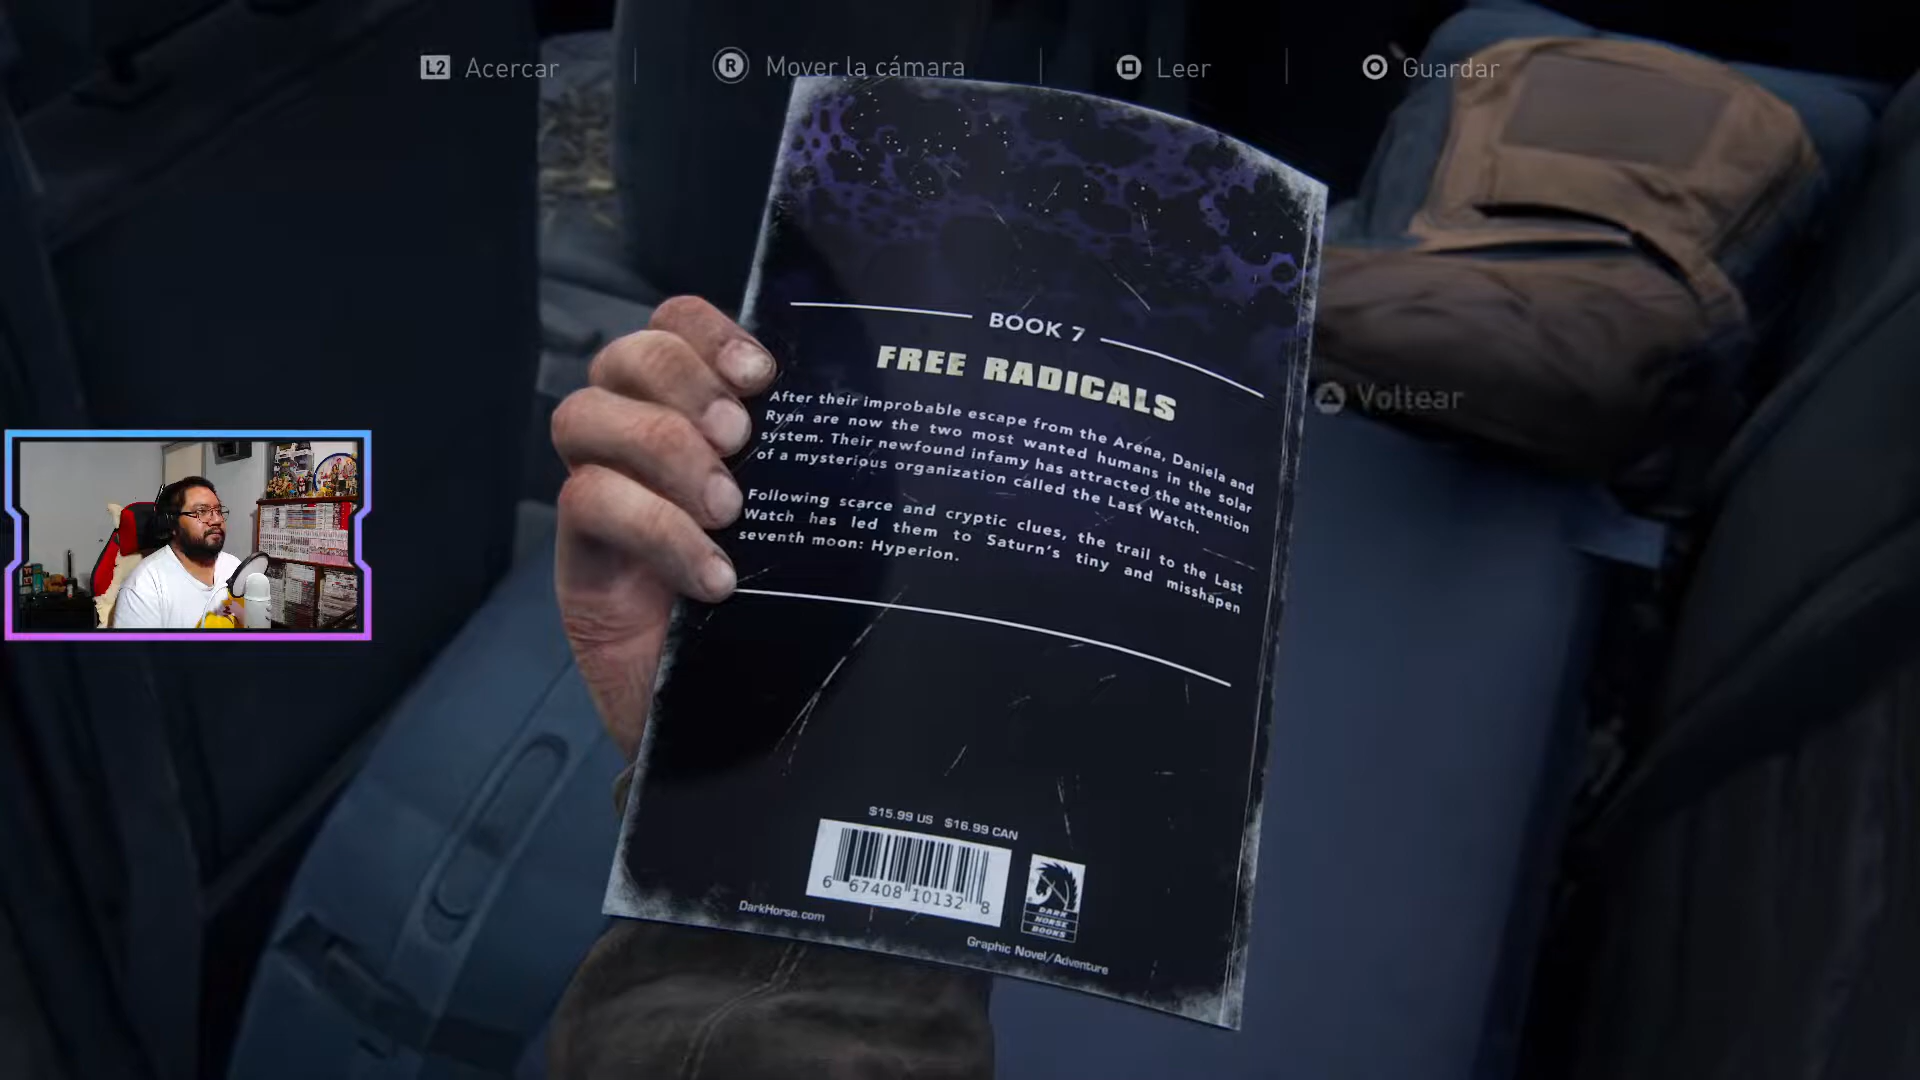 L2 Acercar
R Mover la cámara
Leer
Guardar
BOOK 7
FREE RADICALS
After their improbable escape from the Arena, Daniela and
Ryan are now the two most wanted humans in the solar
system. Their newfound infamy has attracted the attention
of a mysterious organization called the Last Watch.
Following scarce and cryptic clues, the trail to the Last
Watch has led them to Saturn's tiny and misshapen
seventh moon: Hyperion.
Voltear
$15.99 US $16.99 CAN
6 67408 10132 8
DARK
HORSE
BOOKS
DarkHorse.com
Graphic Novel/Adventure